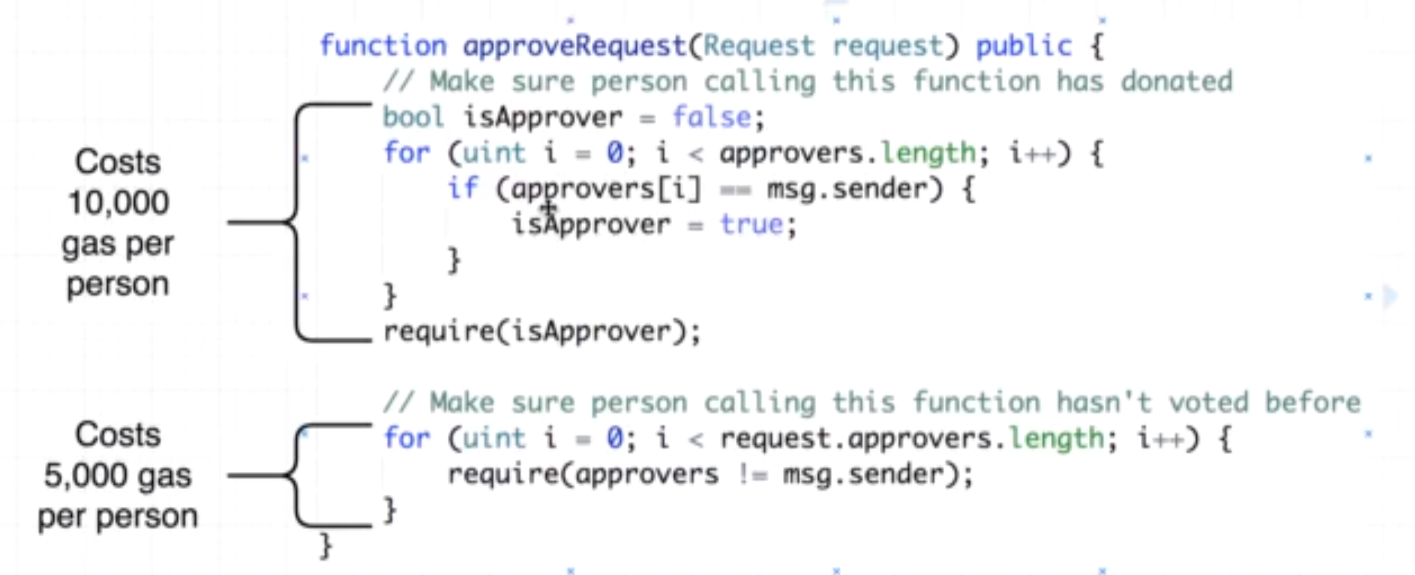 function approveRequest(Request request) public {
// Make sure person calling this function has donated
bool isApprover = false;
for (uint i = 0; i < approvers.length; i++) {
if (approvers[i] == msg.sender) {
isApprover = true;
}
}
require(isApprover);
// Make sure person calling this function hasn't voted before
for (uint i = 0; i < request.approvers.length; i++) {
require(approvers != msg.sender);
}
}
Costs
10,000
gas per
person
Costs
5,000 gas
per person